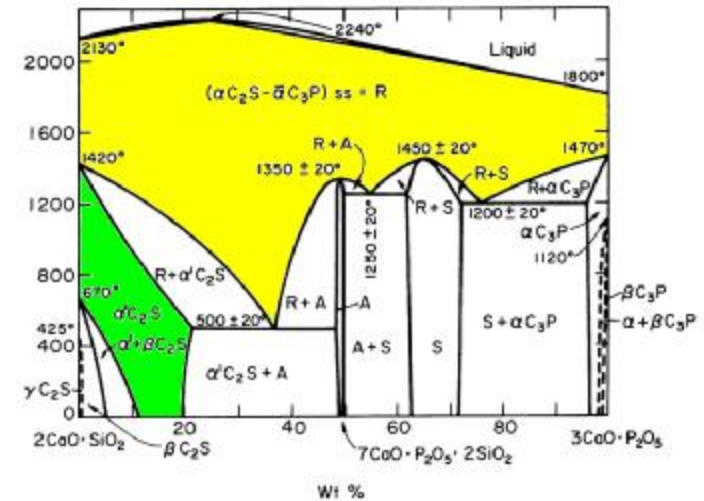 2240°
2130°
Liquid
2000
(αC₂S-ᾱC₃P) ss = R
1800°
1600
R+A
1450 ± 20°
1470°
1420°
1350 ± 20°
R+S
R+αC₃P
1200
R+S
1200 ± 20°
αC₃P
1250 ± 20°
1120°
800
R+α'C₂S
670°
R+A
A
βC₃P
α'C₂S
500 ± 20°
S+αC₃P
α+βC₃P
425°
400
α'+βC₂S
A+S
S
α'C₂S + A
γC₂S
0
2CaO·SiO₂
βC₂S
20
40
60
80
3CaO·P₂O₅
7CaO·P₂O₅·2SiO₂
Wt %